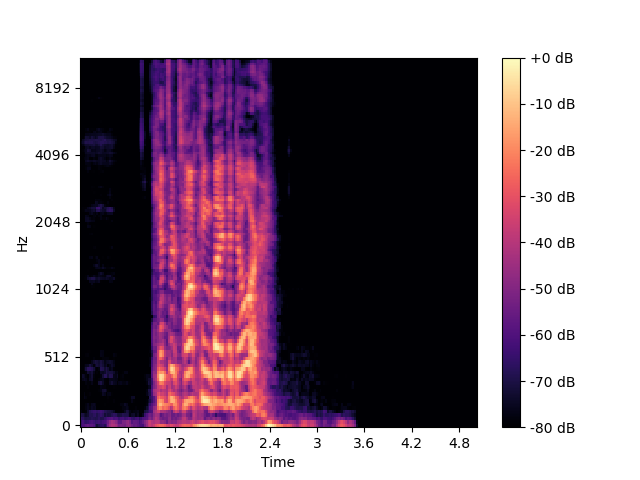 8192
4096
2048
1024
512
0
Hz
0 0.6 1.2 1.8 2.4 3 3.6 4.2 4.8
Time
+0 dB
-10 dB
-20 dB
-30 dB
-40 dB
-50 dB
-60 dB
-70 dB
-80 dB